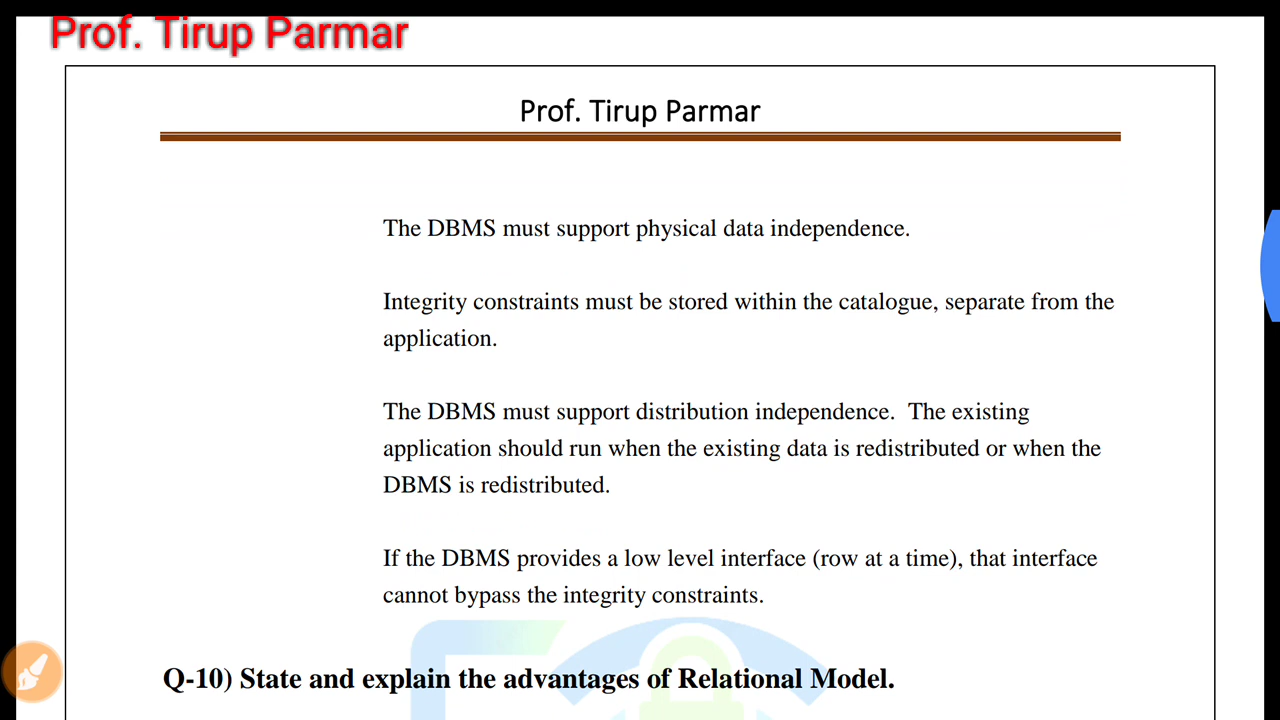 Prof. Tirup Parmar
Prof. Tirup Parmar
The DBMS must support physical data independence.
Integrity constraints must be stored within the catalogue, separate from the
application.
The DBMS must support distribution independence.  The existing
application should run when the existing data is redistributed or when the
DBMS is redistributed.
If the DBMS provides a low level interface (row at a time), that interface
cannot bypass the integrity constraints.
Q-10) State and explain the advantages of Relational Model.